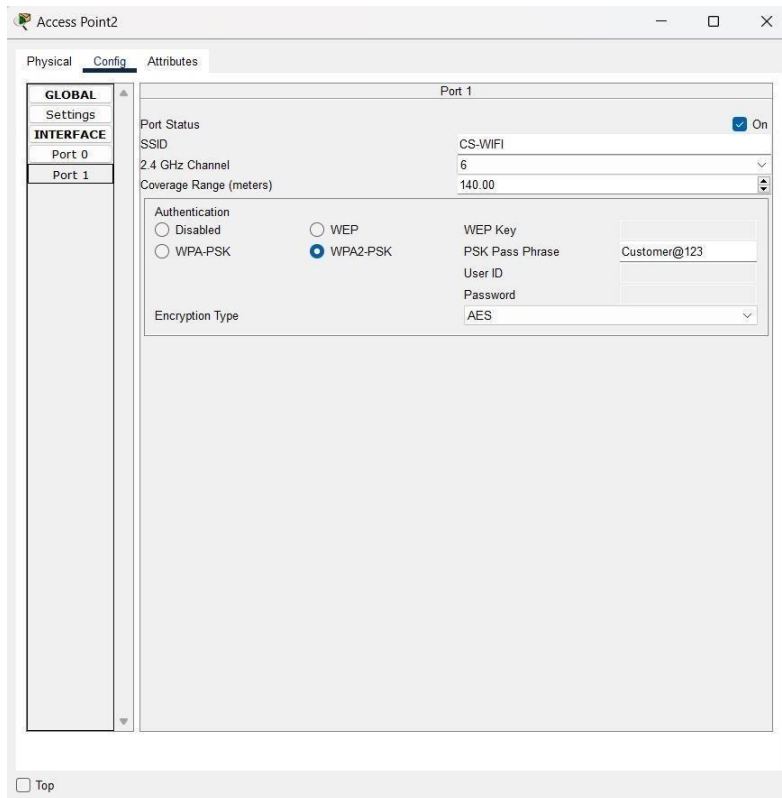 Access Point2
Physical Config Attributes
GLOBAL
Settings
INTERFACE
Port 0
Port 1
Port 1
Port Status On
SSID CS-WIFI
2.4 GHz Channel 6
Coverage Range (meters) 140.00
Authentication
Disabled WEP WEP Key
WPA-PSK WPA2-PSK PSK Pass Phrase Customer@123
User ID
Password
Encryption Type AES
Top